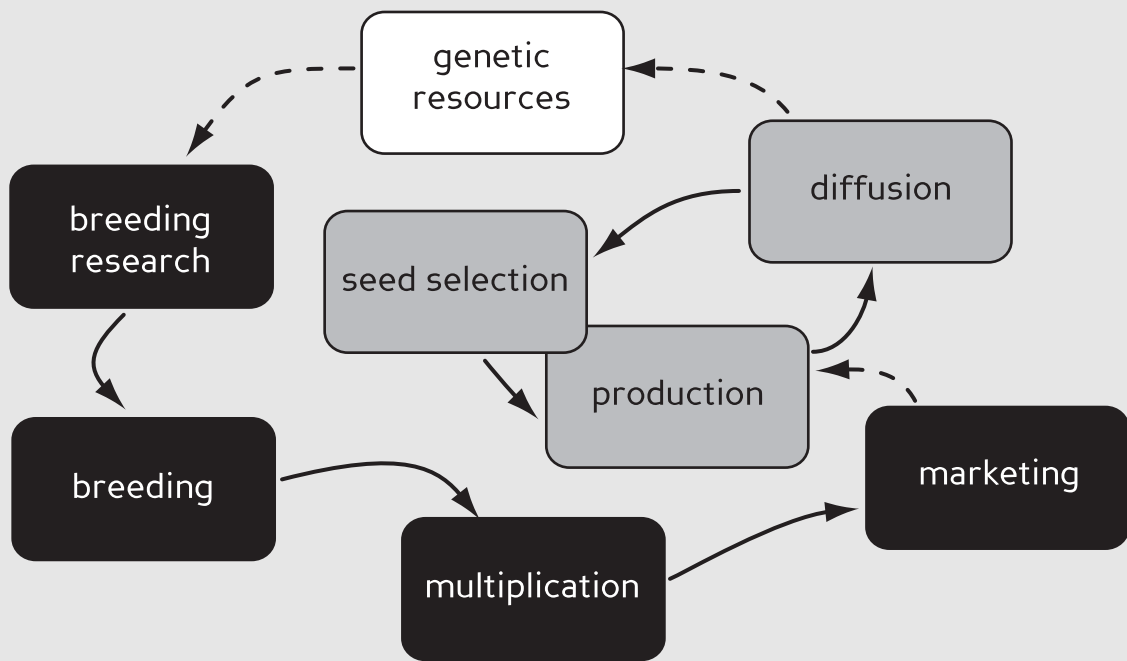 genetic
resources
diffusion
breeding
research
seed selection
production
marketing
breeding
multiplication